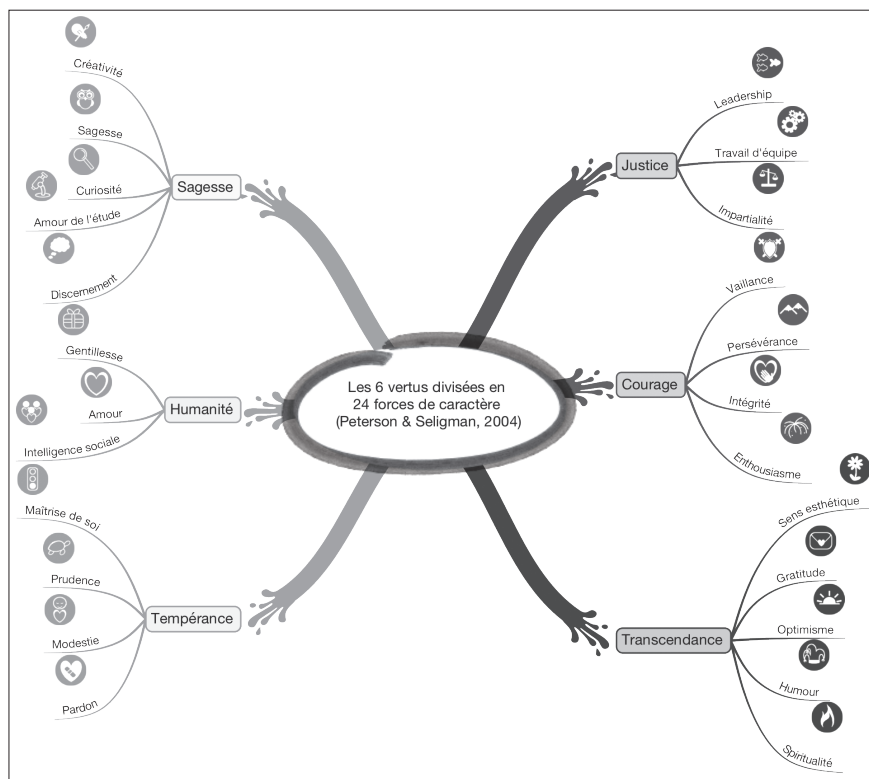 Les 6 vertus divisées en
24 forces de caractère
(Peterson & Seligman, 2004)
Sagesse
Créativité
Sagesse
Curiosité
Amour de l'étude
Discernement
Humanité
Gentillesse
Amour
Intelligence sociale
Tempérance
Maîtrise de soi
Prudence
Modestie
Pardon
Justice
Leadership
Travail d'équipe
Impartialité
Courage
Vaillance
Persévérance
Intégrité
Enthousiasme
Transcendance
Sens esthétique
Gratitude
Optimisme
Humour
Spiritualité